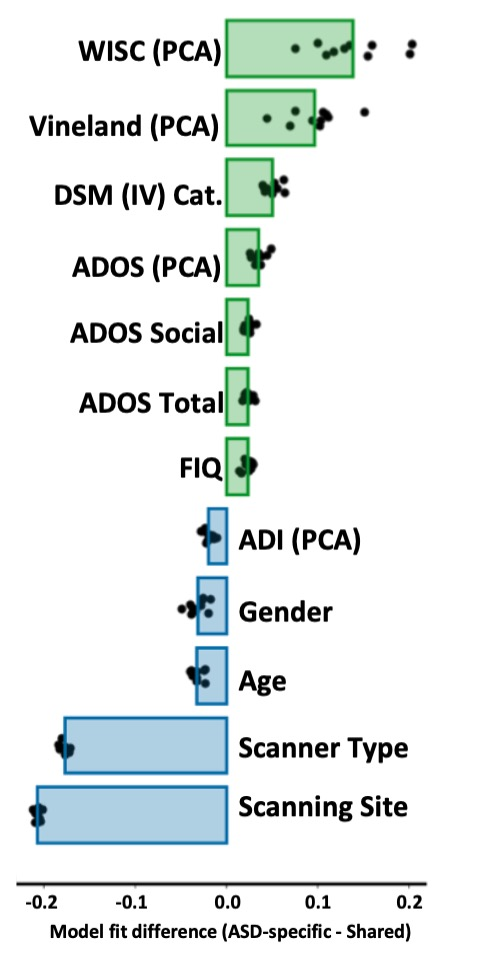 WISC (PCA)
Vineland (PCA)
DSM (IV) Cat.
ADOS (PCA)
ADOS Social
ADOS Total
FIQ
ADI (PCA)
Gender
Age
Scanner Type
Scanning Site
-0.2 -0.1 0.0 0.1 0.2
Model fit difference (ASD-specific - Shared)